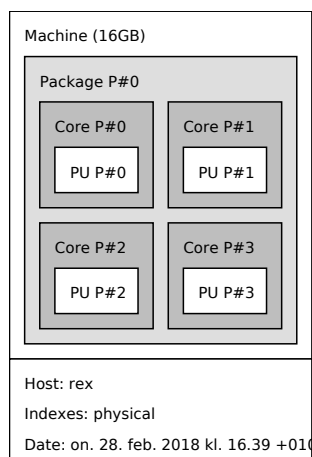 Machine (16GB)
Package P#0
Core P#0
Core P#1
PU P#0
PU P#1
Core P#2
Core P#3
PU P#2
PU P#3
Host: rex
Indexes: physical
Date: on. 28. feb. 2018 kl. 16.39 +010